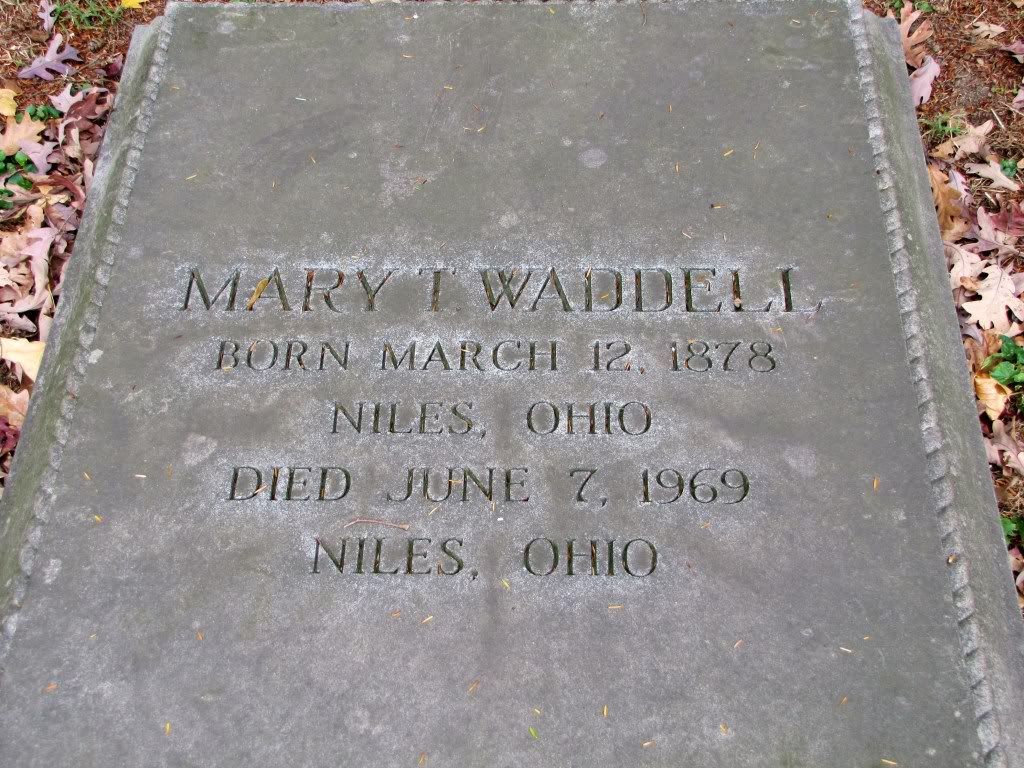 MARY T. WADDELL
BORN MARCH 12, 1878
NILES, OHIO
DIED JUNE 7, 1969
NILES, OHIO